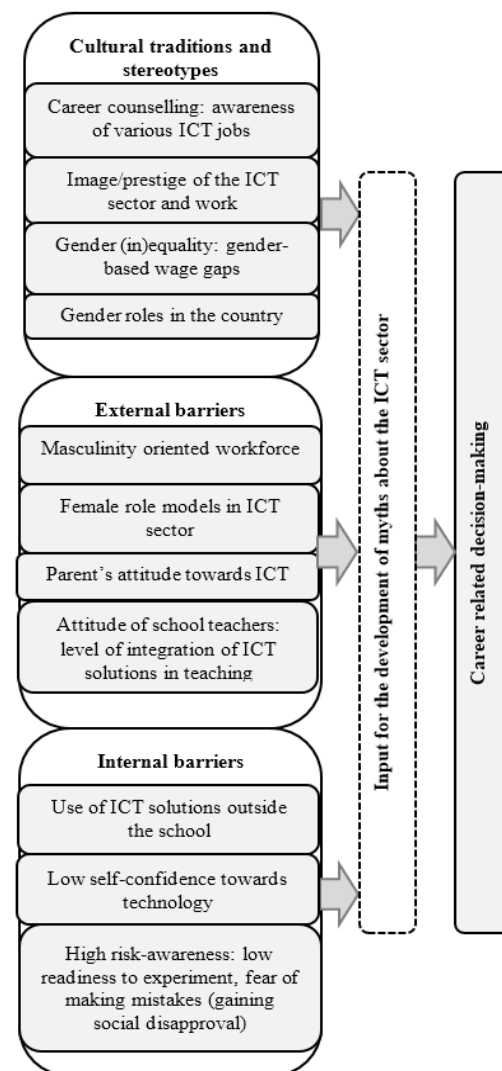 Cultural traditions and
stereotypes
Career counselling: awareness
of various ICT jobs
Image/prestige of the ICT
sector and work
Gender (in)equality: gender-
based wage gaps
Gender roles in the country
External barriers
Masculinity oriented workforce
Female role models in ICT
sector
Parent's attitude towards ICT
Attitude of school teachers:
level of integration of ICT
solutions in teaching
Internal barriers
Use of ICT solutions outside
the school
Low self-confidence towards
technology
High risk-awareness: low
readiness to experiment, fear of
making mistakes (gaining
social disapproval)
Input for the development of myths about the ICT sector
Career related decision-making